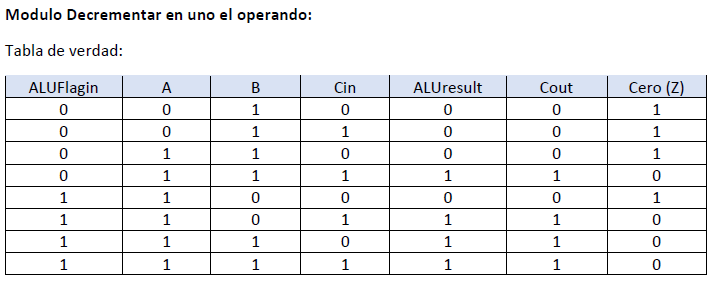 Modulo Decrementar en uno el operando:
Tabla de verdad:
ALUFlagin A B Cin ALUresult Cout Cero (Z)
0 0 1 0 0 0 1
0 0 1 1 0 0 1
0 1 1 0 0 0 1
0 1 1 1 1 1 0
1 1 0 0 0 0 1
1 1 0 1 1 1 0
1 1 1 0 1 1 0
1 1 1 1 1 1 0